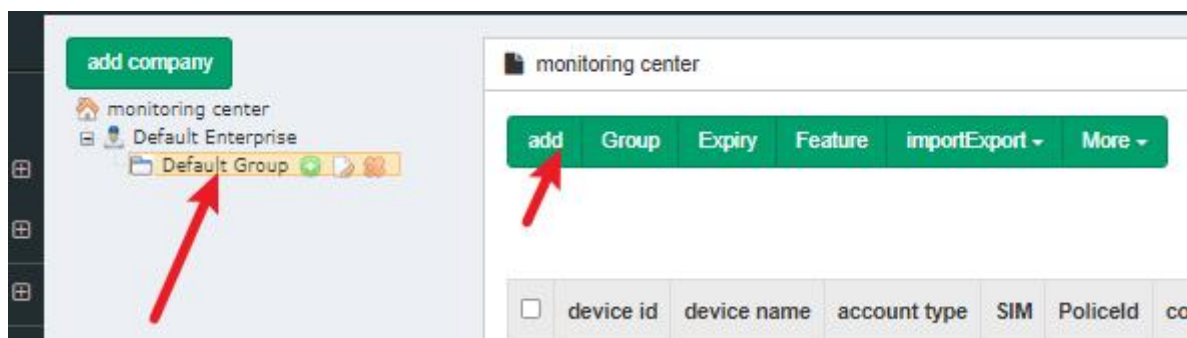 add company
monitoring center
Default Enterprise
Default Group
monitoring center
add Group Expiry Feature importExport More
device id device name account type SIM PoliceId co